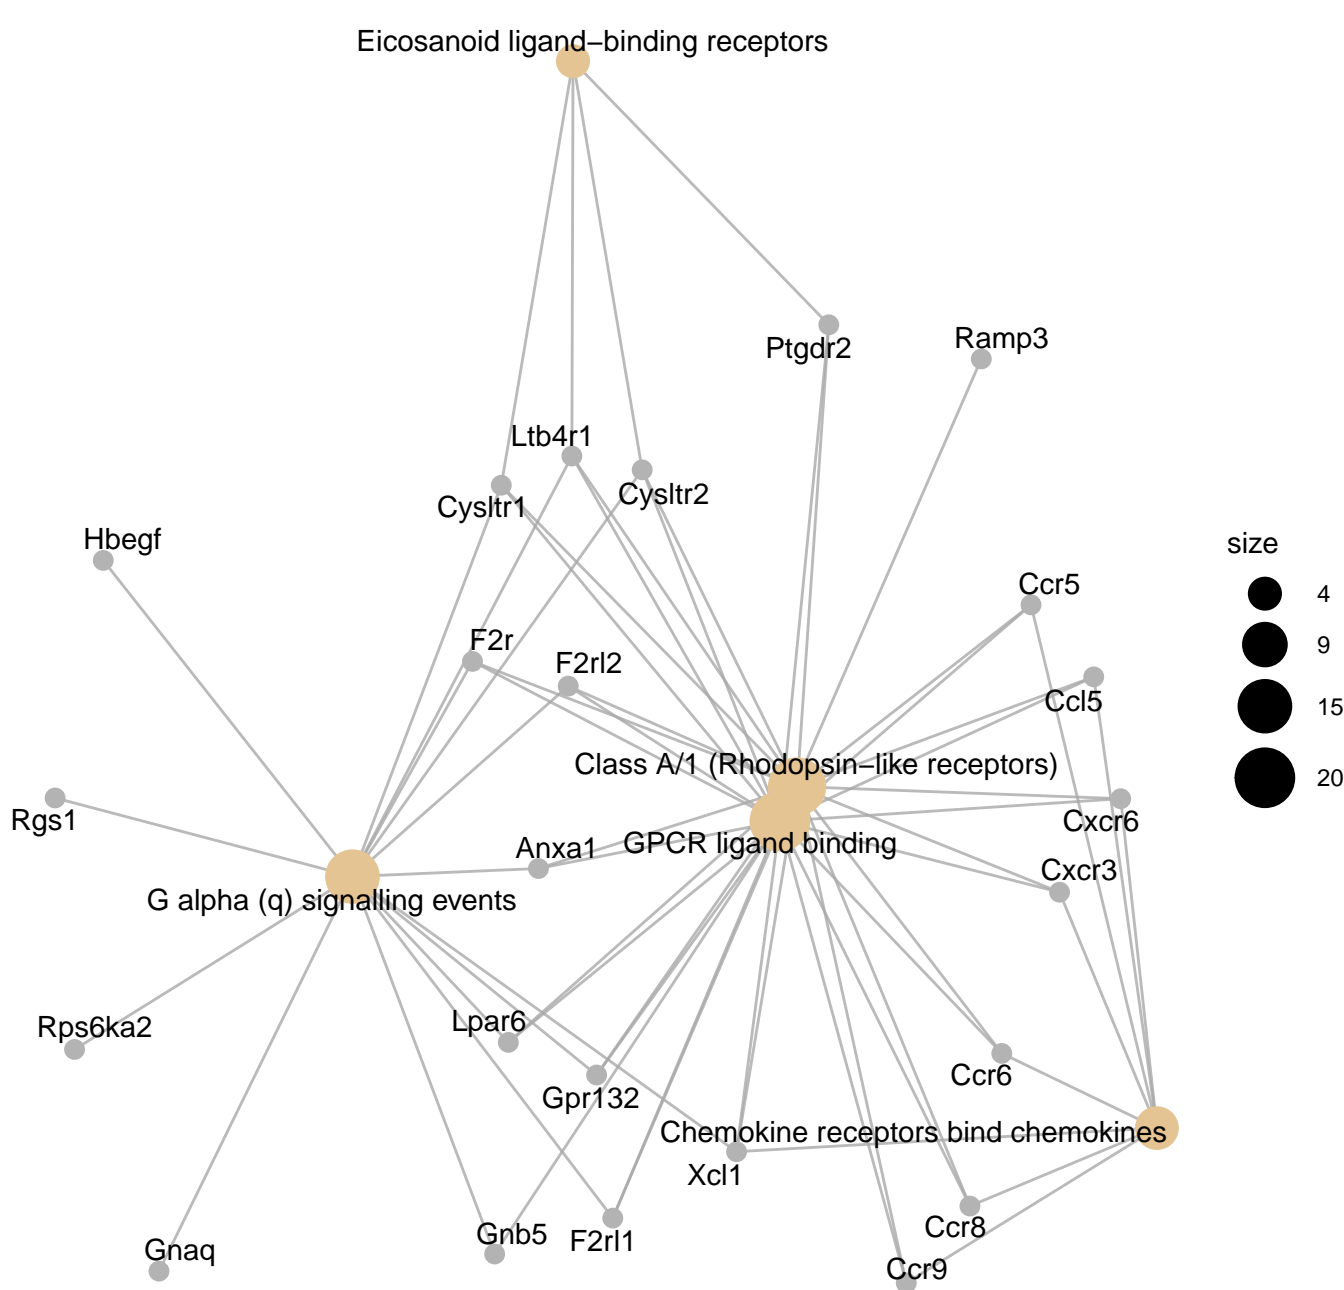 Eicosanoid ligand−binding receptors
Ptgdr2
Ramp3
Ltb4r1
Cysltr1
Cysltr2
Hbegf
size
Ccr5
4
F2r
9
F2rl2
Ccl5
15
Class A/1 (Rhodopsin−like receptors)
20
Rgs1
Cxcr6
Anxa1
GPCR ligand binding
Cxcr3
G alpha (q) signalling events
Rps6ka2
Lpar6
Ccr6
Gpr132
Chemokine receptors bind chemokines
Xcl1
Ccr8
Gnb5
F2rl1
Gnaq
Ccr9